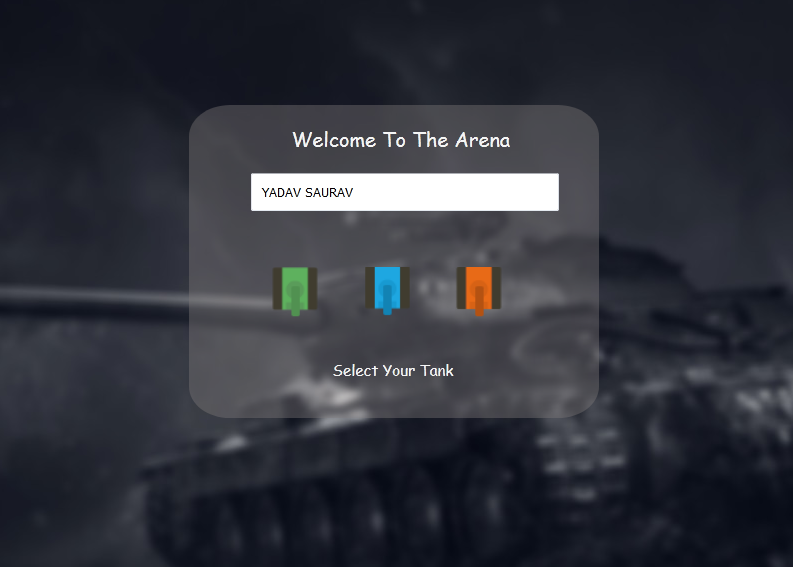 Welcome To The Arena
YADAV SAURAV
Select Your Tank